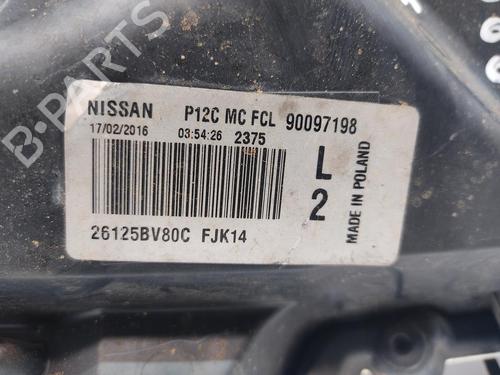 B-PARTS
NISSAN P12C MC FCL 90097198
17/02/2016 03:54:26 2375
L
2
MADE IN POLAND
26125BV80C FJK14